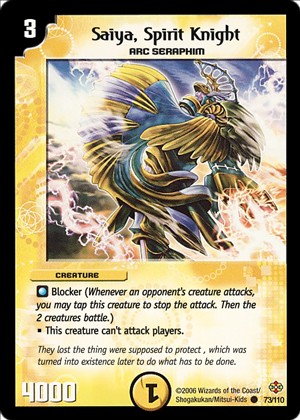 3
Saiya, Spirit Knight
ARC SERAPHIM
CREATURE
Blocker (Whenever an opponent's creature attacks,
you may tap this creature to stop the attack. Then the
2 creatures battle.)
• This creature can't attack players.
They lost the thing were supposed to protect , which was
turned into existence later to do what has to be done.
4000
1
©2006 Wizards of the Coast/
Shogakukan/Mitsui-Kids
73/110